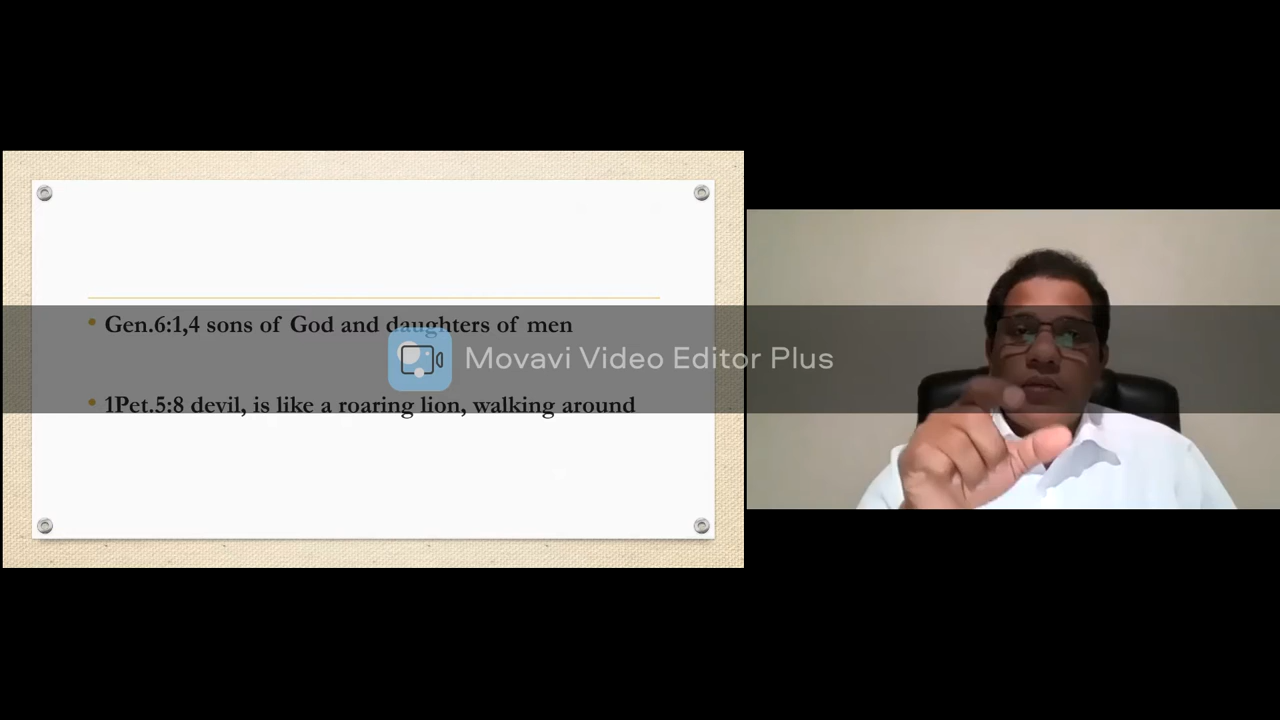 Gen.6:1,4 sons of God and daughters of men
Movavi Video Editor Plus
1Pet.5:8 devil, is like a roaring lion, walking around